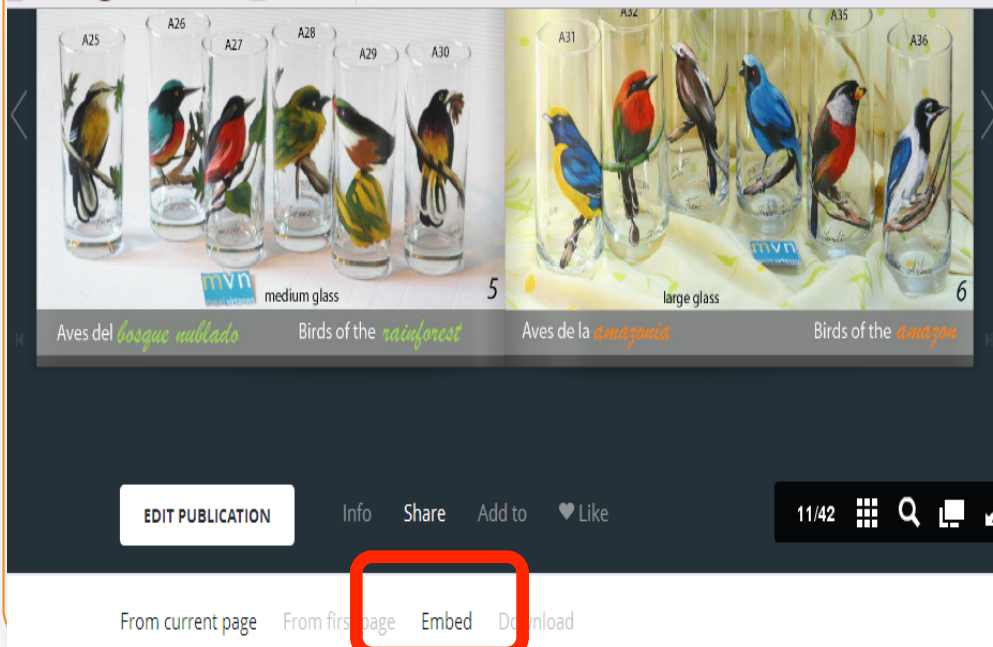 A25
A26
A27
A28
A29
A30
mvn
medium glass
5
Aves del bosque nublado
Birds of the rainforest
A31
A32
A35
A36
mvn
large glass
6
Aves de la amazonía
Birds of the amazon
EDIT PUBLICATION
Info
Share
Add to
Like
11/42
From current page
From first page
Embed
Download